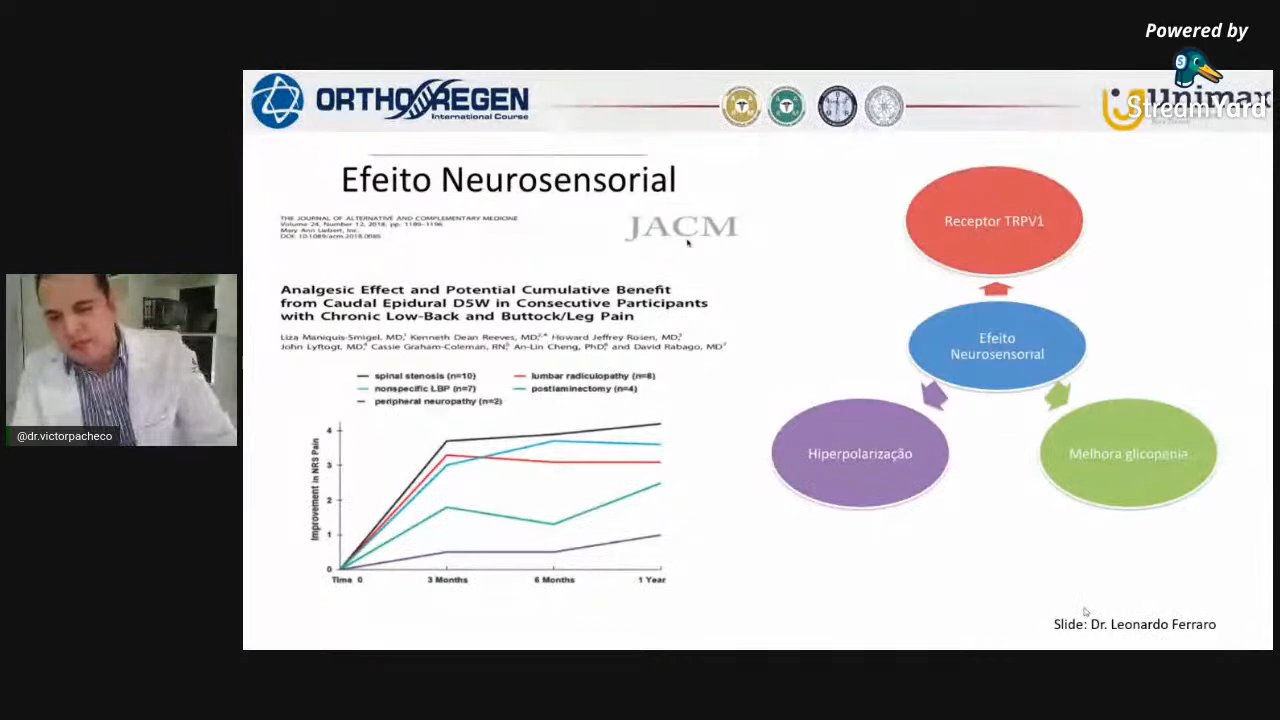 Powered by
StreamYard
ORTHOREGEN
International Course
Unimax
Efeito Neurosensorial
THE JOURNAL OF ALTERNATIVE AND COMPLEMENTARY MEDICINE
Volume 24, Number 12, 2018, pp. 1189–1196
Mary Ann Liebert, Inc.
DOI: 10.1089/acm.2018.0085
JACM
Analgesic Effect and Potential Cumulative Benefit
from Caudal Epidural D5W in Consecutive Participants
with Chronic Low-Back and Buttock/Leg Pain
Liza Maniquis-Smigel, MD, Kenneth Dean Reeves, MD, Howard Jeffrey Rosen, MD,
John Lyftogt, MD, Cassie Graham-Coleman, RN, An-Lin Cheng, PhD, and David Rabago, MD
spinal stenosis (n=10)
lumbar radiculopathy (n=8)
nonspecific LBP (n=7)
postlaminectomy (n=4)
peripheral neuropathy (n=2)
Improvement in NRS Pain
4
3
2
1
0
Time 0
3 Months
6 Months
1 Year
Receptor TRPV1
Efeito
Neurosensorial
Hiperpolarização
Melhora glicopenia
Slide: Dr. Leonardo Ferraro
@dr.victorpacheco